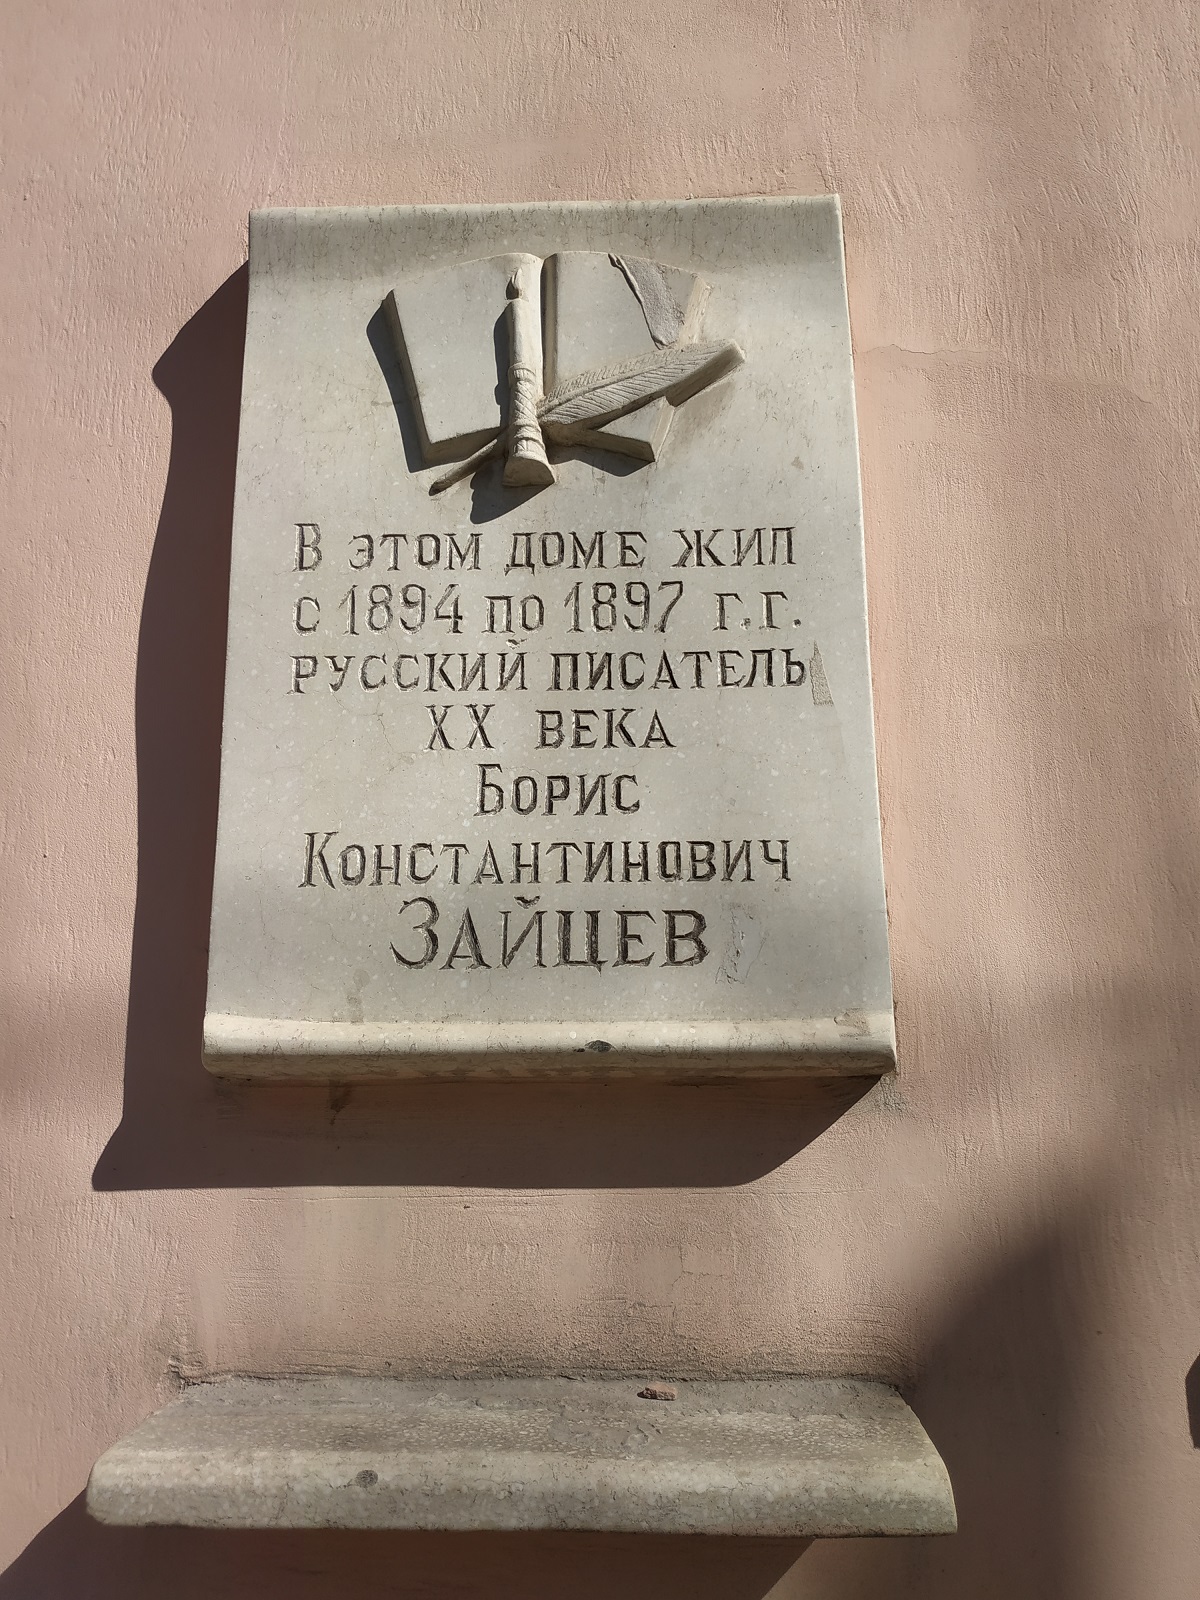 В ЭТОМ ДОМЕ ЖИЛ
С 1894 ПО 1897 Г.Г.
РУССКИЙ ПИСАТЕЛЬ
XX ВЕКА
БОРИС
КОНСТАНТИНОВИЧ
ЗАЙЦЕВ